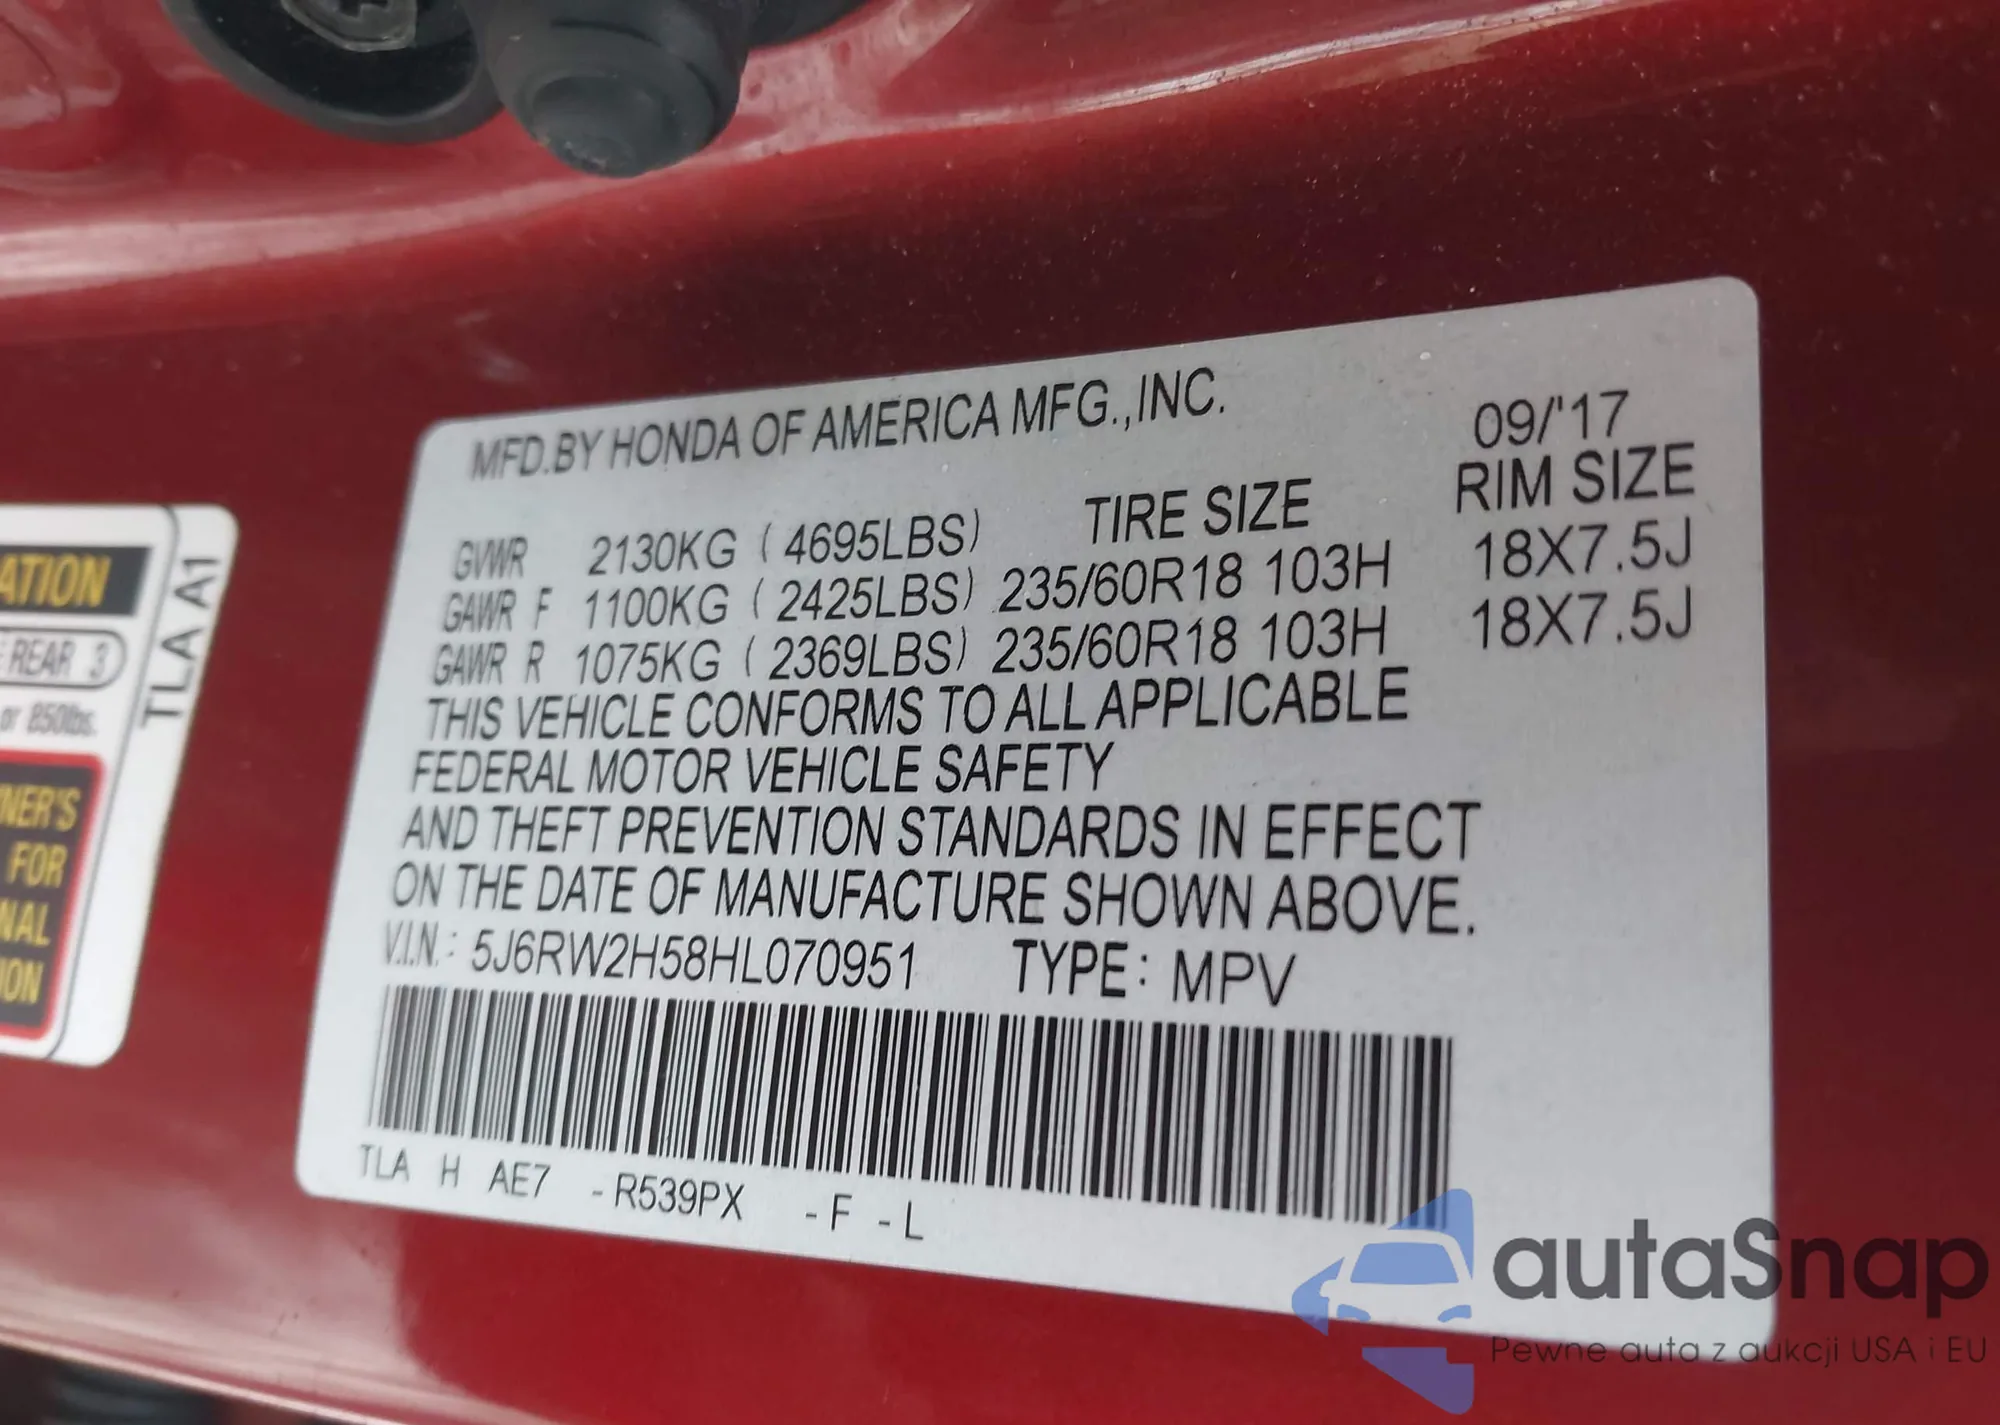 MFD.BY HONDA OF AMERICA MFG.,INC. 09/'17
GVWR 2130KG ( 4695LBS) TIRE SIZE RIM SIZE
GAWR F 1100KG ( 2425LBS) 235/60R18 103H 18X7.5J
GAWR R 1075KG ( 2369LBS) 235/60R18 103H 18X7.5J
THIS VEHICLE CONFORMS TO ALL APPLICABLE
FEDERAL MOTOR VEHICLE SAFETY
AND THEFT PREVENTION STANDARDS IN EFFECT
ON THE DATE OF MANUFACTURE SHOWN ABOVE.
V.I.N.: 5J6RW2H58HL070951 TYPE: MPV
TLA H AE7 -R539PX -F -L
ATION
REAR 3
or 850lbs.
NER'S
FOR
NAL
ION
TLA A1
autaSnap
Pewne auta z aukcji USA i EU